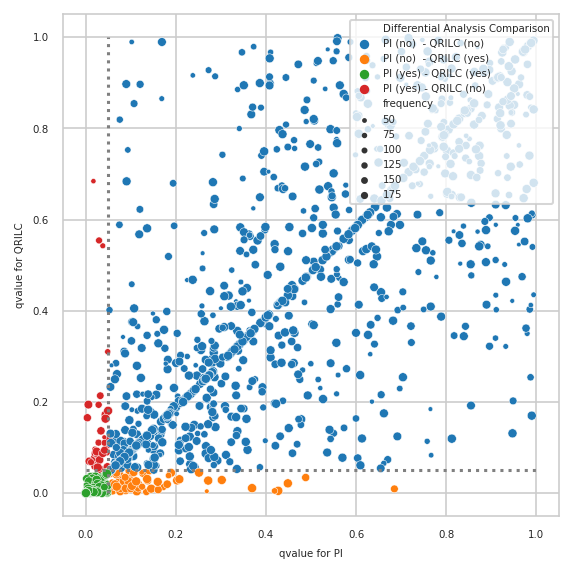 Differential Analysis Comparison
PI (no)  - QRILC (no)
PI (no)  - QRILC (yes)
PI (yes) - QRILC (yes)
PI (yes) - QRILC (no)
frequency
50
75
100
125
150
175
1.0
0.8
0.6
0.4
0.2
0.0
qvalue for QRILC
0.0 0.2 0.4 0.6 0.8 1.0
qvalue for PI